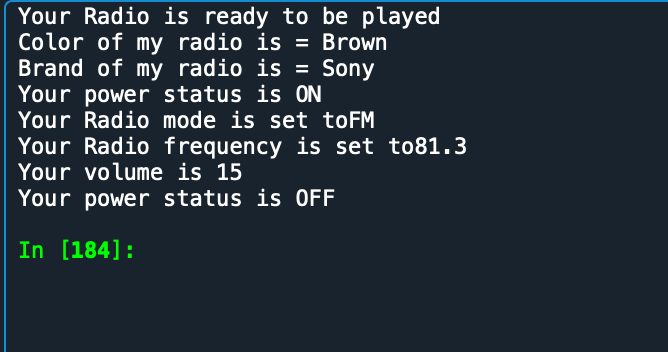 Your Radio is ready to be played
Color of my radio is = Brown
Brand of my radio is = Sony
Your power status is ON
Your Radio mode is set toFM
Your Radio frequency is set to81.3
Your volume is 15
Your power status is OFF
In [184]: